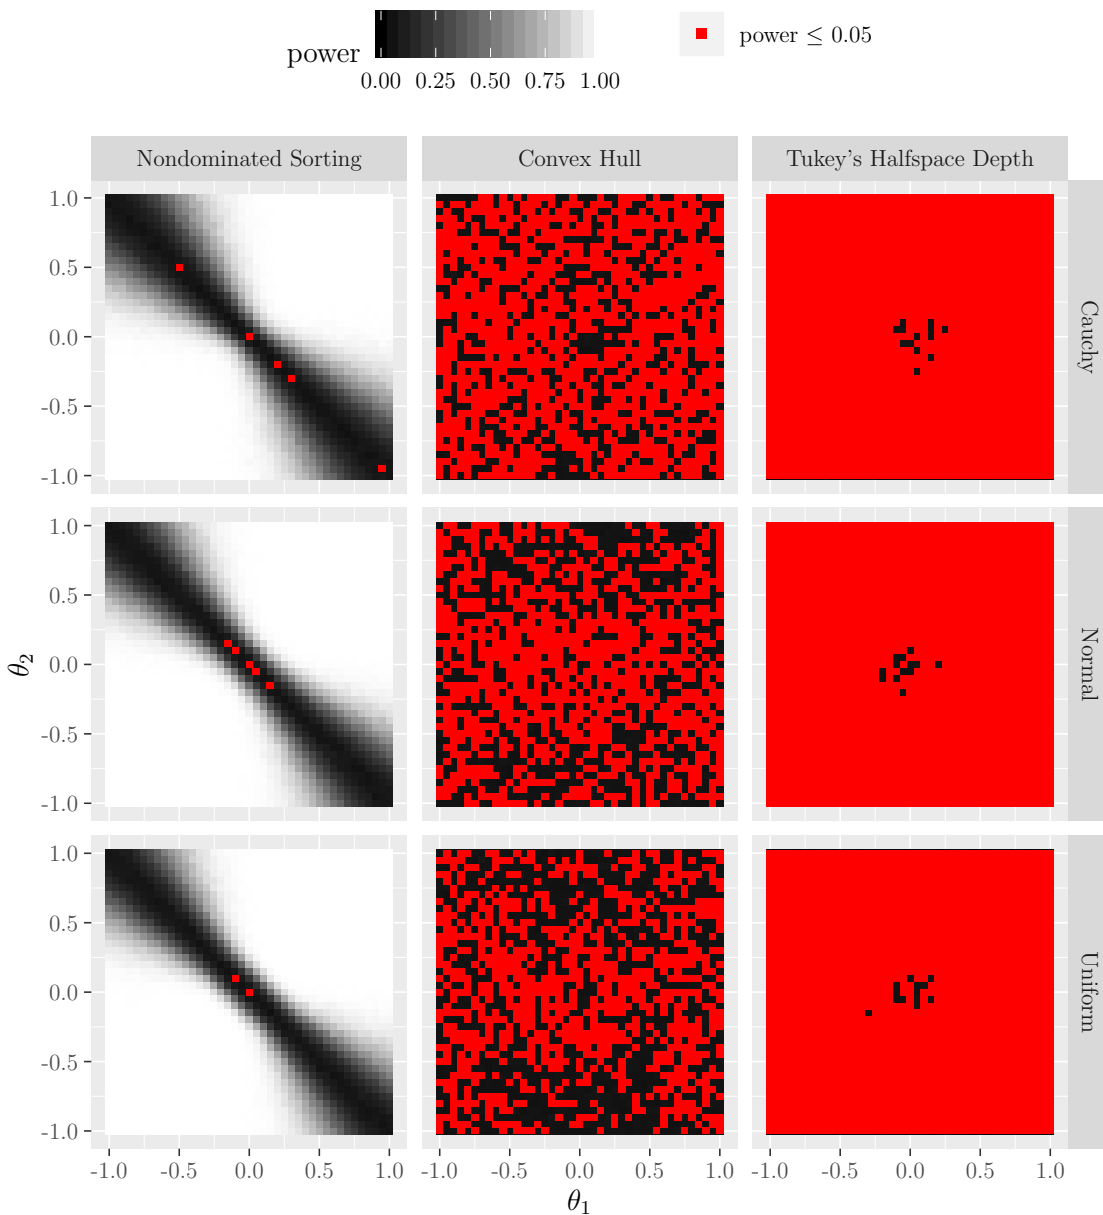 power
0.00 0.25 0.50 0.75 1.00
power ≤ 0.05
Nondominated Sorting
Convex Hull
Tukey's Halfspace Depth
1.0
0.5
0.0
-0.5
-1.0
Cauchy
1.0
0.5
0.0
-0.5
-1.0
Normal
1.0
0.5
0.0
-0.5
-1.0
Uniform
θ2
-1.0 -0.5 0.0 0.5 1.0
-1.0 -0.5 0.0 0.5 1.0
-1.0 -0.5 0.0 0.5 1.0
θ1